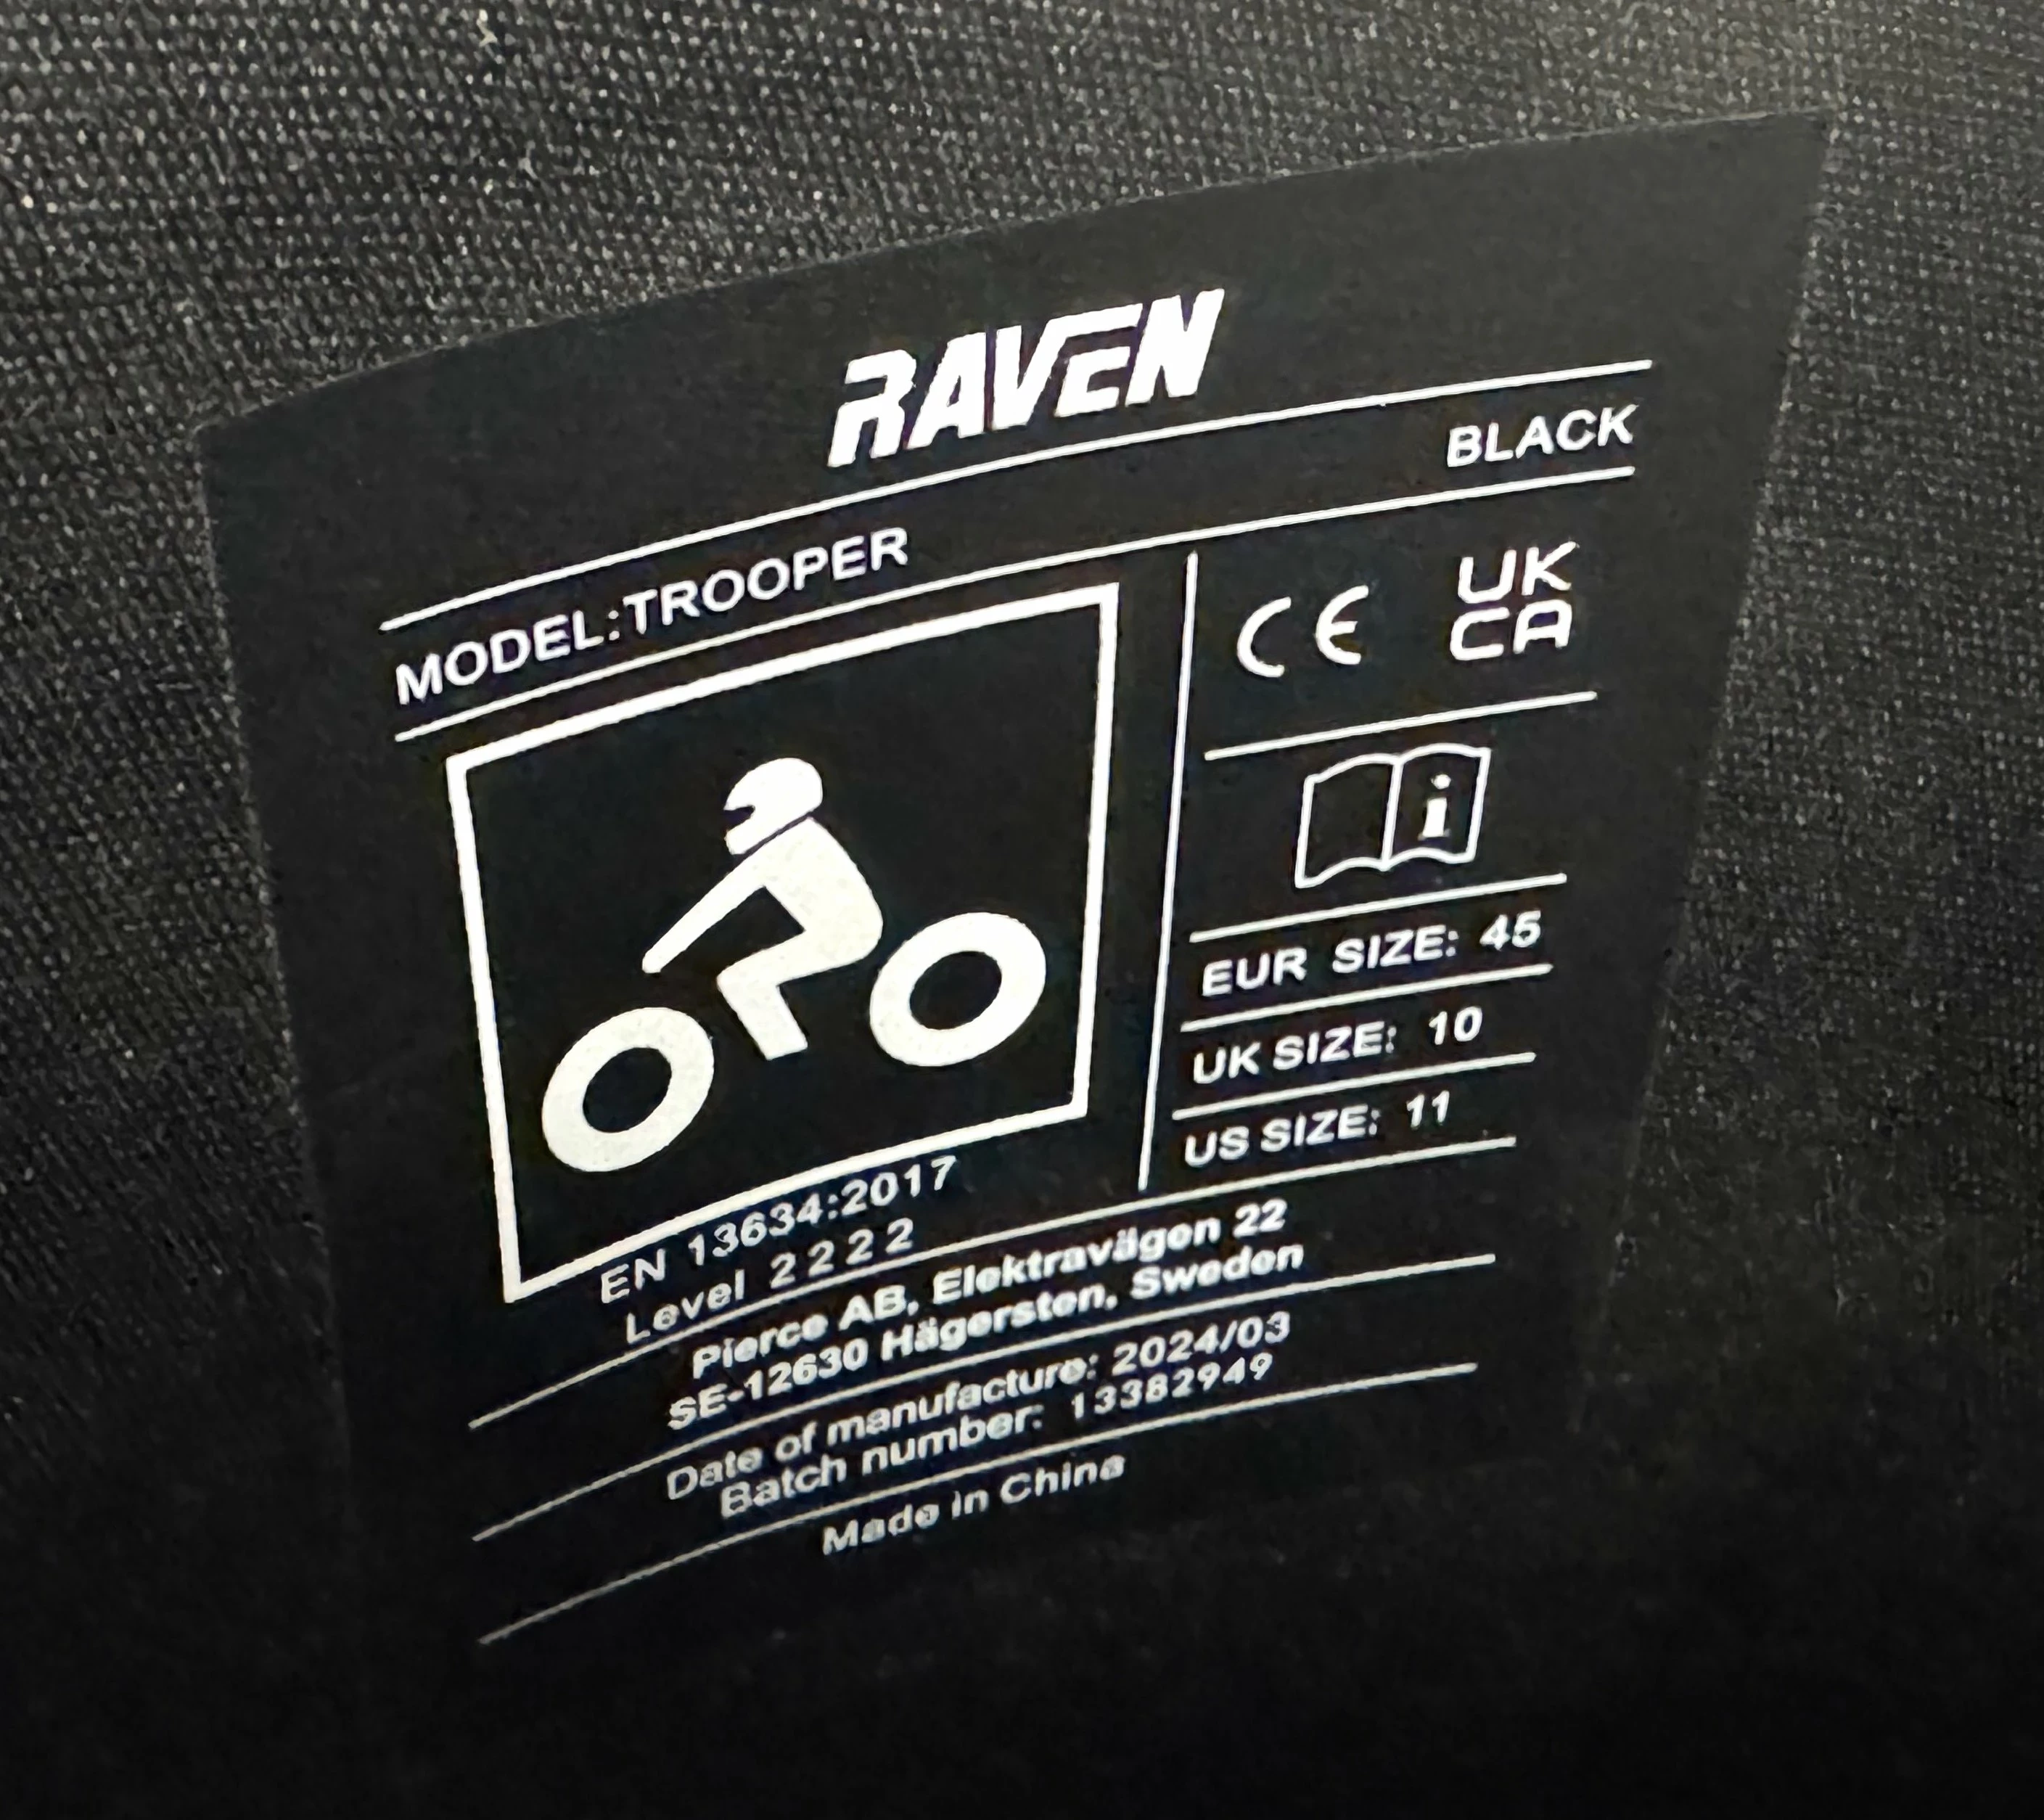 RAVEN
MODEL:TROOPER BLACK
CE UK
CA
i
EUR SIZE: 45
UK SIZE: 10
US SIZE: 11
EN 13634:2017
Level 2 2 2 2
Pierce AB, Elektravägen 22
SE-12630 Hägersten, Sweden
Date of manufacture: 2024/03
Batch number: 13382949
Made in China